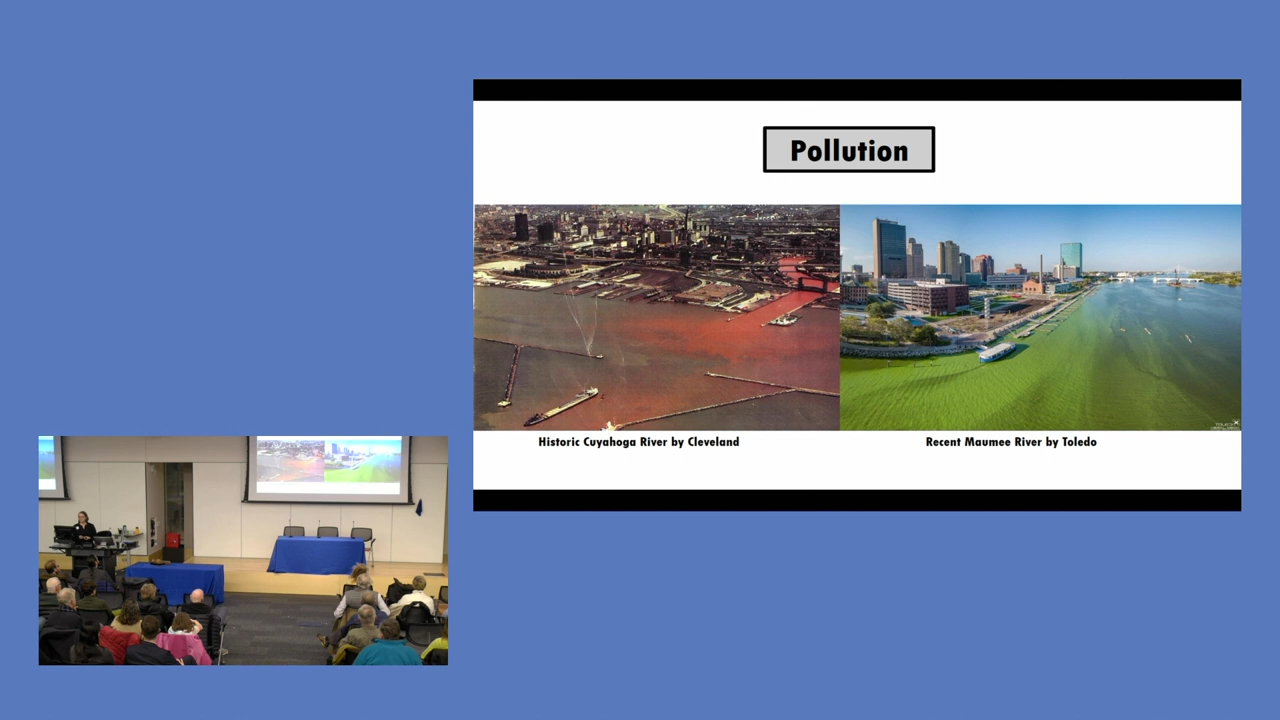 Pollution
Historic Cuyahoga River by Cleveland
Recent Maumee River by Toledo